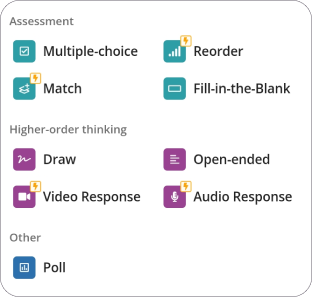 Assessment
Multiple-choice Reorder
Match Fill-in-the-Blank
Higher-order thinking
Draw Open-ended
Video Response Audio Response
Other
Poll